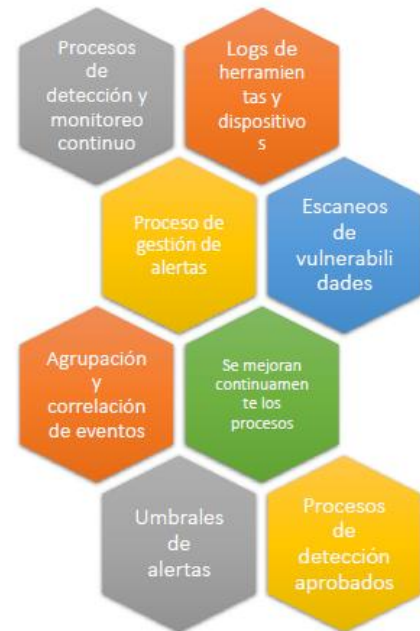 Procesos
de
detección y
monitoreo
continuo
Logs de
herramien
tas y
dispositivo
s
Proceso de
gestión de
alertas
Escaneos
de
vulnerabili
dades
Agrupación
y
correlación
de eventos
Se mejoran
continuamen
te los
procesos
Umbrales
de
alertas
Procesos
de
detección
aprobados